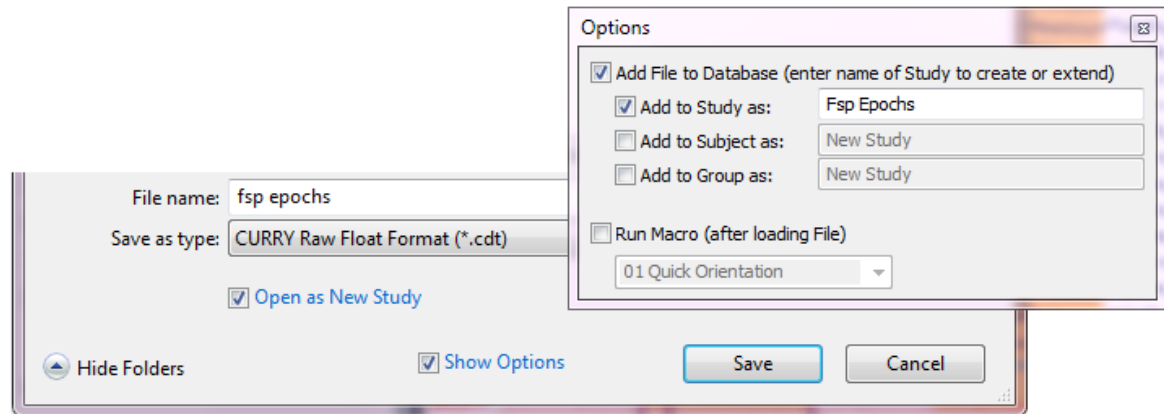 Options
Add File to Database (enter name of Study to create or extend)
Add to Study as: Fsp Epochs
Add to Subject as: New Study
Add to Group as: New Study
Run Macro (after loading File)
01 Quick Orientation
File name: fsp epochs
Save as type: CURRY Raw Float Format (*.cdt)
Open as New Study
Hide Folders Show Options Save Cancel